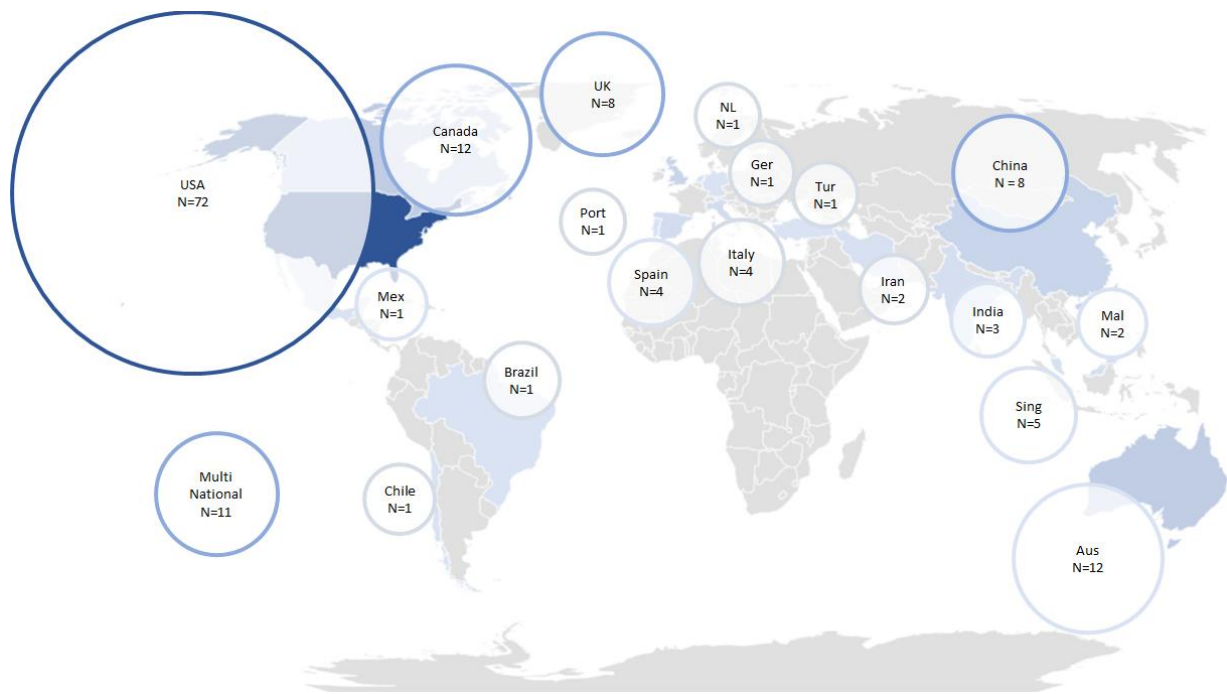 USA
N=72
Canada
N=12
UK
N=8
NL
N=1
Ger
N=1
Tur
N=1
China
N = 8
Port
N=1
Spain
N=4
Italy
N=4
Iran
N=2
India
N=3
Mal
N=2
Mex
N=1
Brazil
N=1
Sing
N=5
Multi
National
N=11
Chile
N=1
Aus
N=12